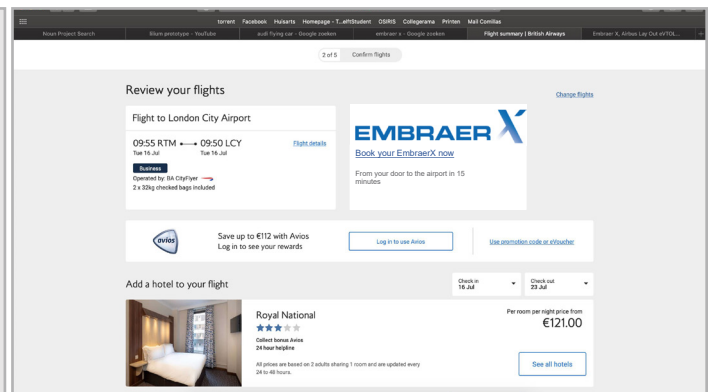 torrent Facebook Huisarts Homepage - T...elftStudent OSIRIS Collegerama Printen Mail Comillas
Noun Project Search lilium prototype - YouTube audi flying car - Google zoeken embraer x - Google zoeken Flight summary | British Airways Embraer X, Airbus Lay Out eVTOL...
2 of 5 Confirm flights
Review your flights
Change flights
Flight to London City Airport
09:55 RTM 09:50 LCY Flight details
Tue 16 Jul Tue 16 Jul
Business
Operated by: BA CityFlyer
2 x 32kg checked bags included
EMBRAER X
Book your EmbraerX now
From your door to the airport in 15
minutes
avios
Save up to €112 with Avios
Log in to see your rewards
Log in to use Avios
Use promotion code or eVoucher
Add a hotel to your flight
Check in
16 Jul
Check out
23 Jul
Royal National
Collect bonus Avios
24 hour helpline
All prices are based on 2 adults sharing 1 room and are updated every
24 to 48 hours.
Per room per night price from
€121.00
See all hotels